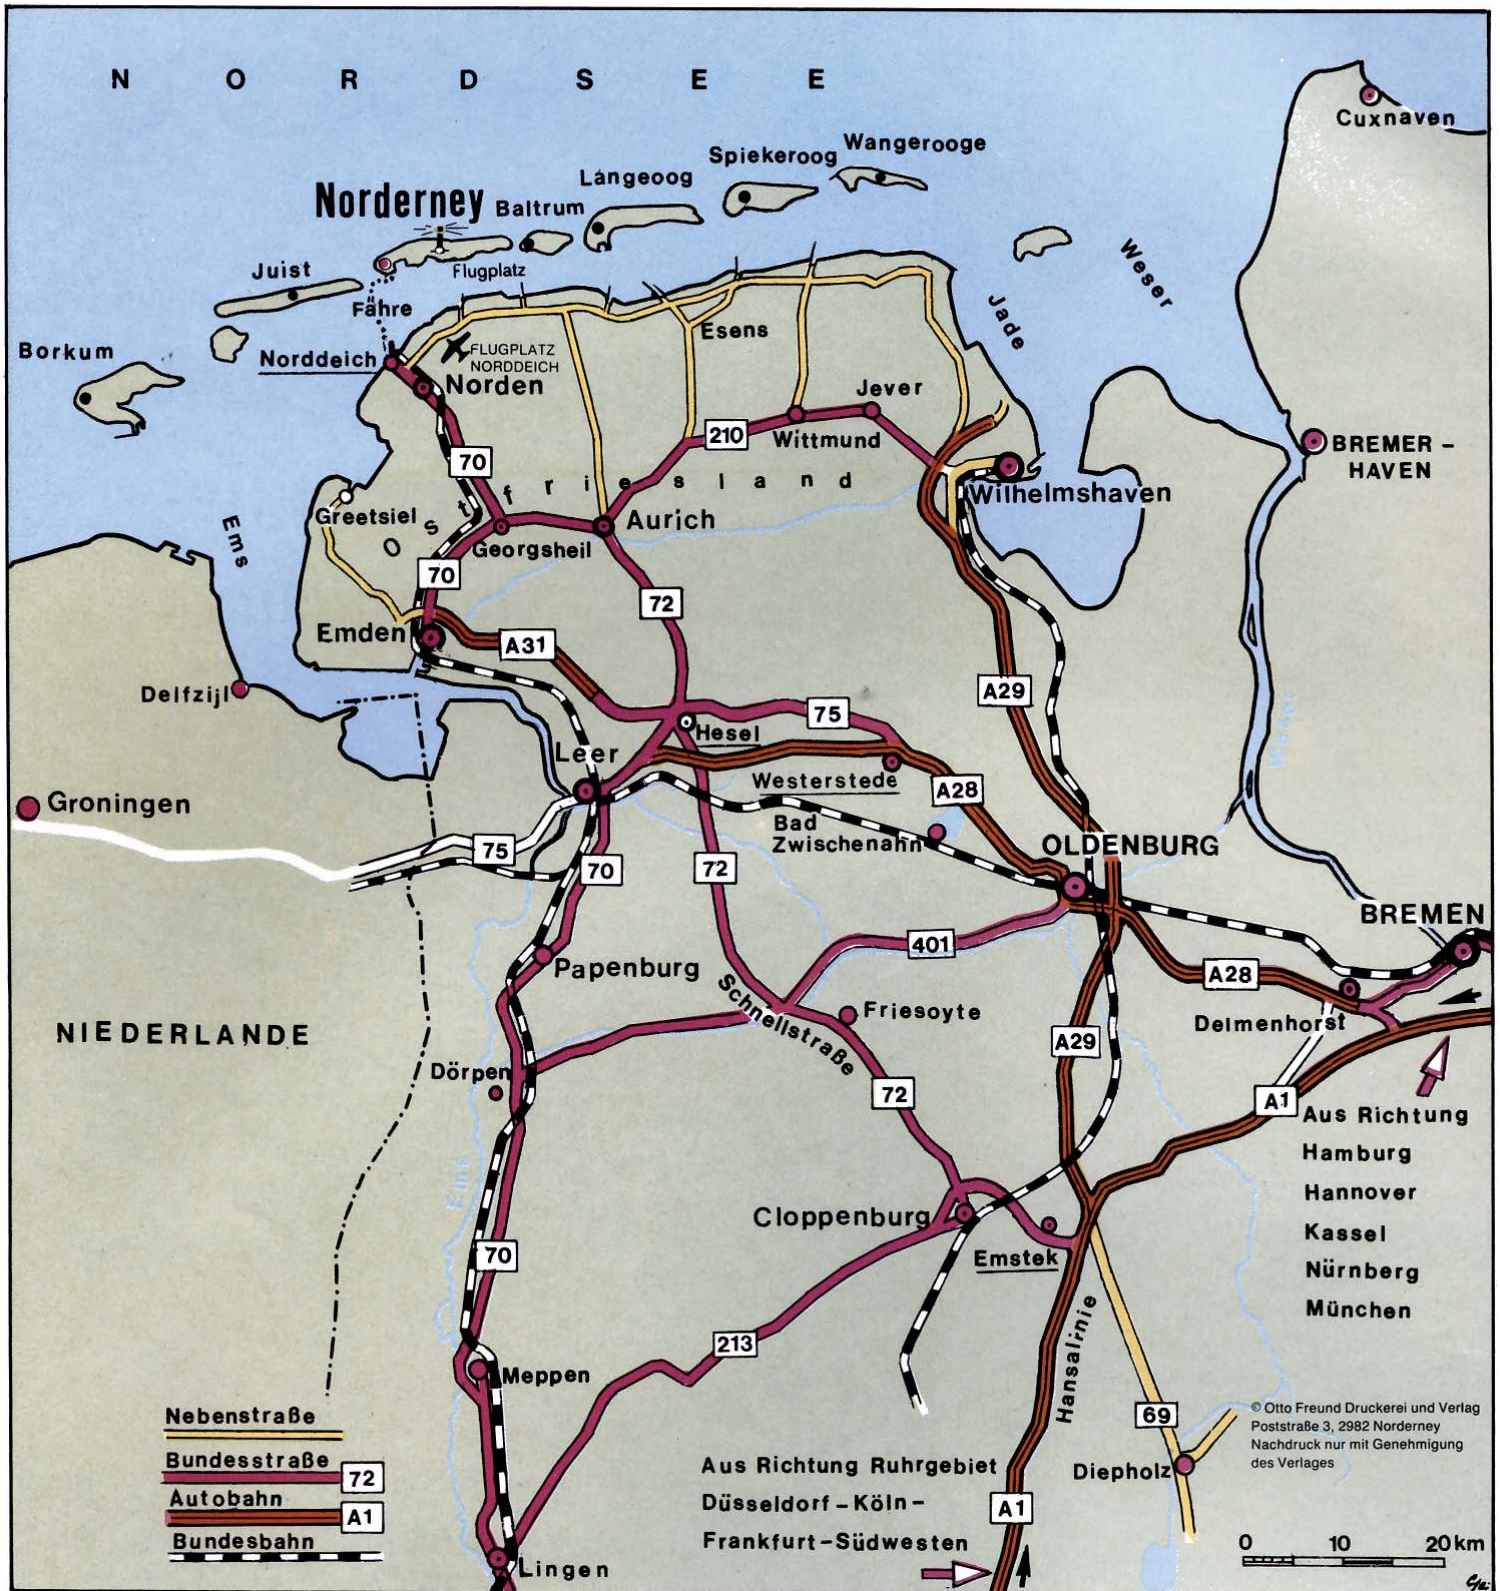 N O R D S E E
Cuxnaven
Wangerooge
Spiekeroog
Langeoog
Norderney
Baltrum
Weser
Juist
Flugplatz
Fähre
Jade
Esens
Borkum
Norddeich
FLUGPLATZ
NORDDEICH
Norden
Jever
210
Wittmund
BREMER –
HAVEN
70
Ostfriesland
Wilhelmshaven
Greetsiel
Ems
Aurich
Georgsheil
70
72
Emden
A31
Delfzijl
A29
75
Hesel
Weser
Leer
Westerstede
A28
Groningen
Bad
Zwischenahn
OLDENBURG
75
70
72
BREMEN
401
Papenburg
A28
Schnellstraße
Friesoyte
Delmenhorst
NIEDERLANDE
A29
Dörpen
72
A1
Aus Richtung
Hamburg
Hannover
Kassel
Nürnberg
München
Ems
Cloppenburg
Emstek
70
Hansalinie
213
Meppen
Nebenstraße
Bundesstraße
72
Autobahn
A1
Bundesbahn
69
© Otto Freund Druckerei und Verlag
Poststraße 3, 2982 Norderney
Nachdruck nur mit Genehmigung
des Verlages
Aus Richtung Ruhrgebiet
Düsseldorf – Köln –
Frankfurt – Südwesten
Diepholz
A1
0 10 20 km
Lingen